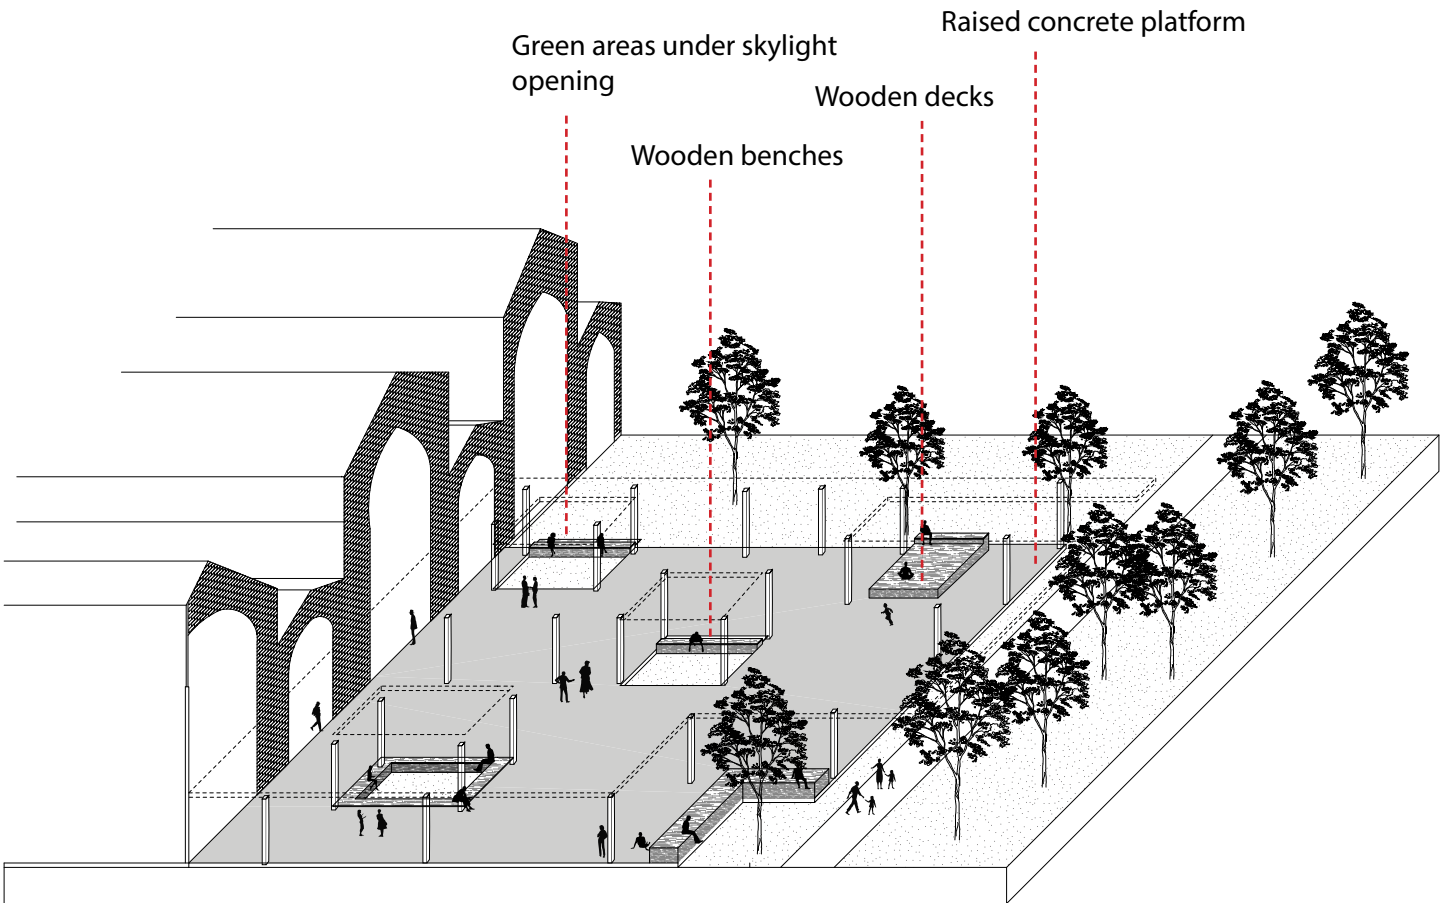 Raised concrete platform
Green areas under skylight
opening
Wooden decks
Wooden benches